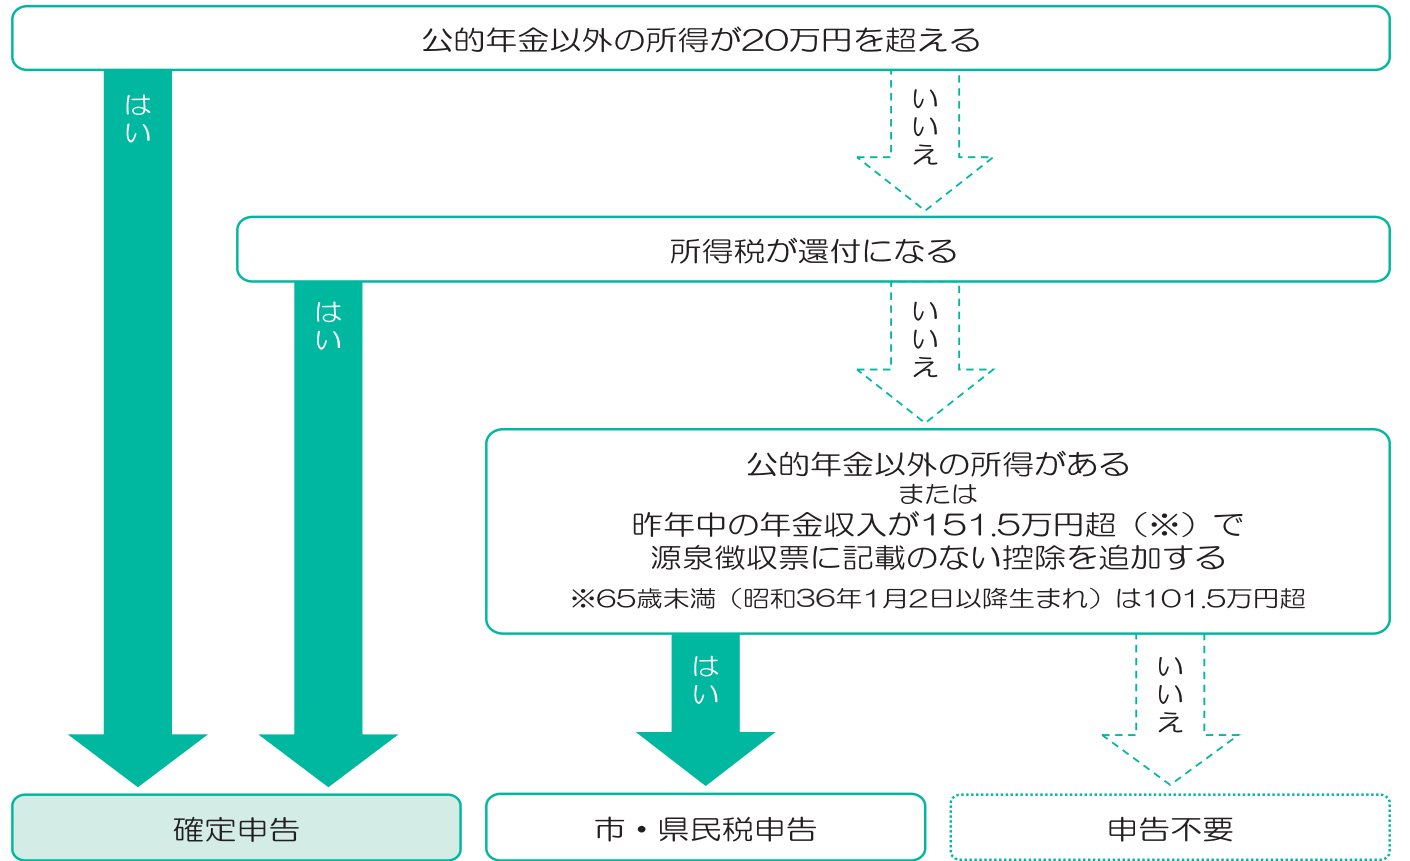 公的年金以外の所得が20万円を超える
はい
いいえ
所得税が還付になる
はい
いいえ
公的年金以外の所得がある
または
昨年中の年金収入が151.5万円超（※）で
源泉徴収票に記載のない控除を追加する
※65歳未満（昭和36年1月2日以降生まれ）は101.5万円超
はい
いいえ
確定申告
市・県民税申告
申告不要